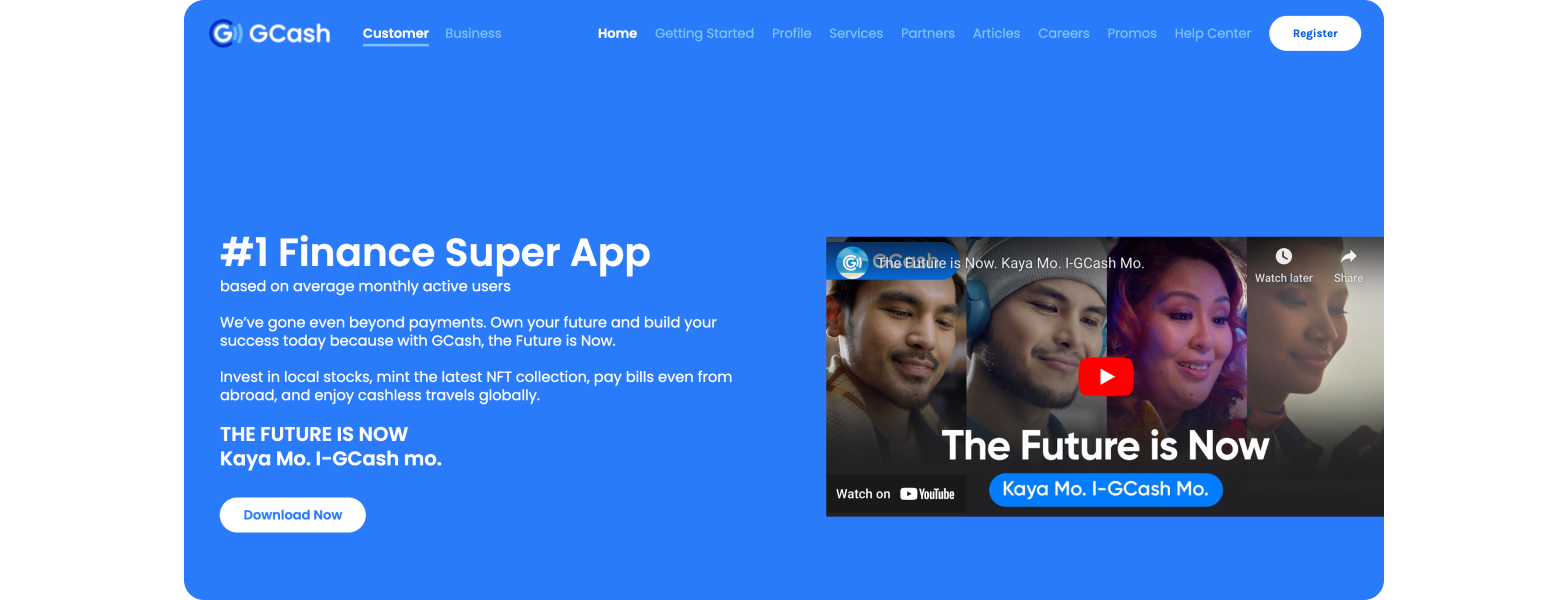 GCash
Customer
Business
Home
Getting Started
Profile
Services
Partners
Articles
Careers
Promos
Help Center
Register
#1 Finance Super App
based on average monthly active users
We’ve gone even beyond payments. Own your future and build your
success today because with GCash, the Future is Now.
Invest in local stocks, mint the latest NFT collection, pay bills even from
abroad, and enjoy cashless travels globally.
THE FUTURE IS NOW
Kaya Mo. I-GCash mo.
Download Now
GCash
The Future is Now. Kaya Mo. I-GCash Mo.
Watch later
Share
The Future is Now
Kaya Mo. I-GCash Mo.
Watch on YouTube